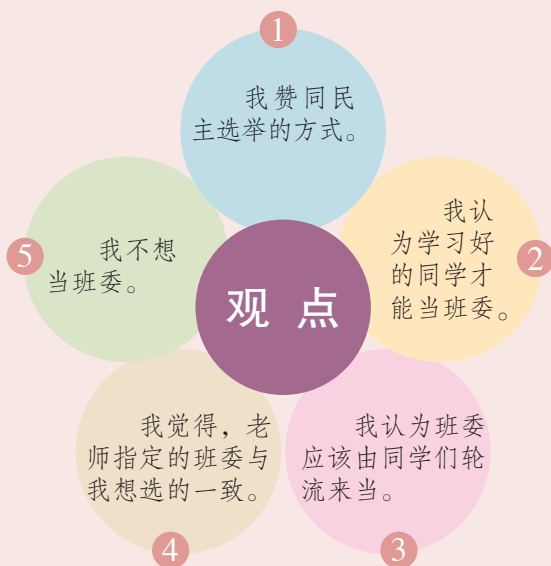 1
我赞同民
主选举的方式。
我认
为学习好
的同学才
能当班委。
2
我认为班委
应该由同学们轮
流来当。
3
我觉得，老
师指定的班委与
我想选的一致。
4
我不想
当班委。
5
观点